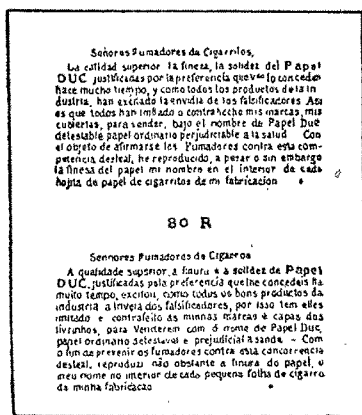 Señores Fumadores de Cigarrilos,
La calidad superior la finesa, la solidez del Papel
DUC justificadas por la preferencia que ves lo conceden
hace mucho tiempo, y como todos los productos de la in
dustria, han excitado la envidia de los falsificadores Asi
es que todos han imitado o contrahecho mis marcas, mis
cubiertas, para vender, bajo el nombre de Papel Duc
detestable papel ordinario perjudiciable a la salud Con
el objeto de afirmarse los Fumadores contra esta com-
petencia desleal, he reproducido, a pesar o sin embargo
la finesa del papel mi nombre en el interior de cada
hojita de papel de cigarritos de mi fabricacion
80 R
Sennores Fumadores de Cigarros
A qualidade superior, a finura e a solidez de Papel
DUC, justificadas pela preferencia que lhe concedeis ha
muito tempo, excitou, como todos os bons productos da
industria a inveja dos falsificadores, por isso tem elles
imitado e contrafeito as minnas marcas e capas dos
livrinhos, para venderem com o nome de Papel Duc,
papel ordinario detestavel e prejudicial a saude - Com
o fim de prevenir os fumadores contra esta concorrencia
desleal, reproduzi não obstante a finura do papel, o
meu nome no interior de cada pequena folha de cigarro
da minha fabricacao